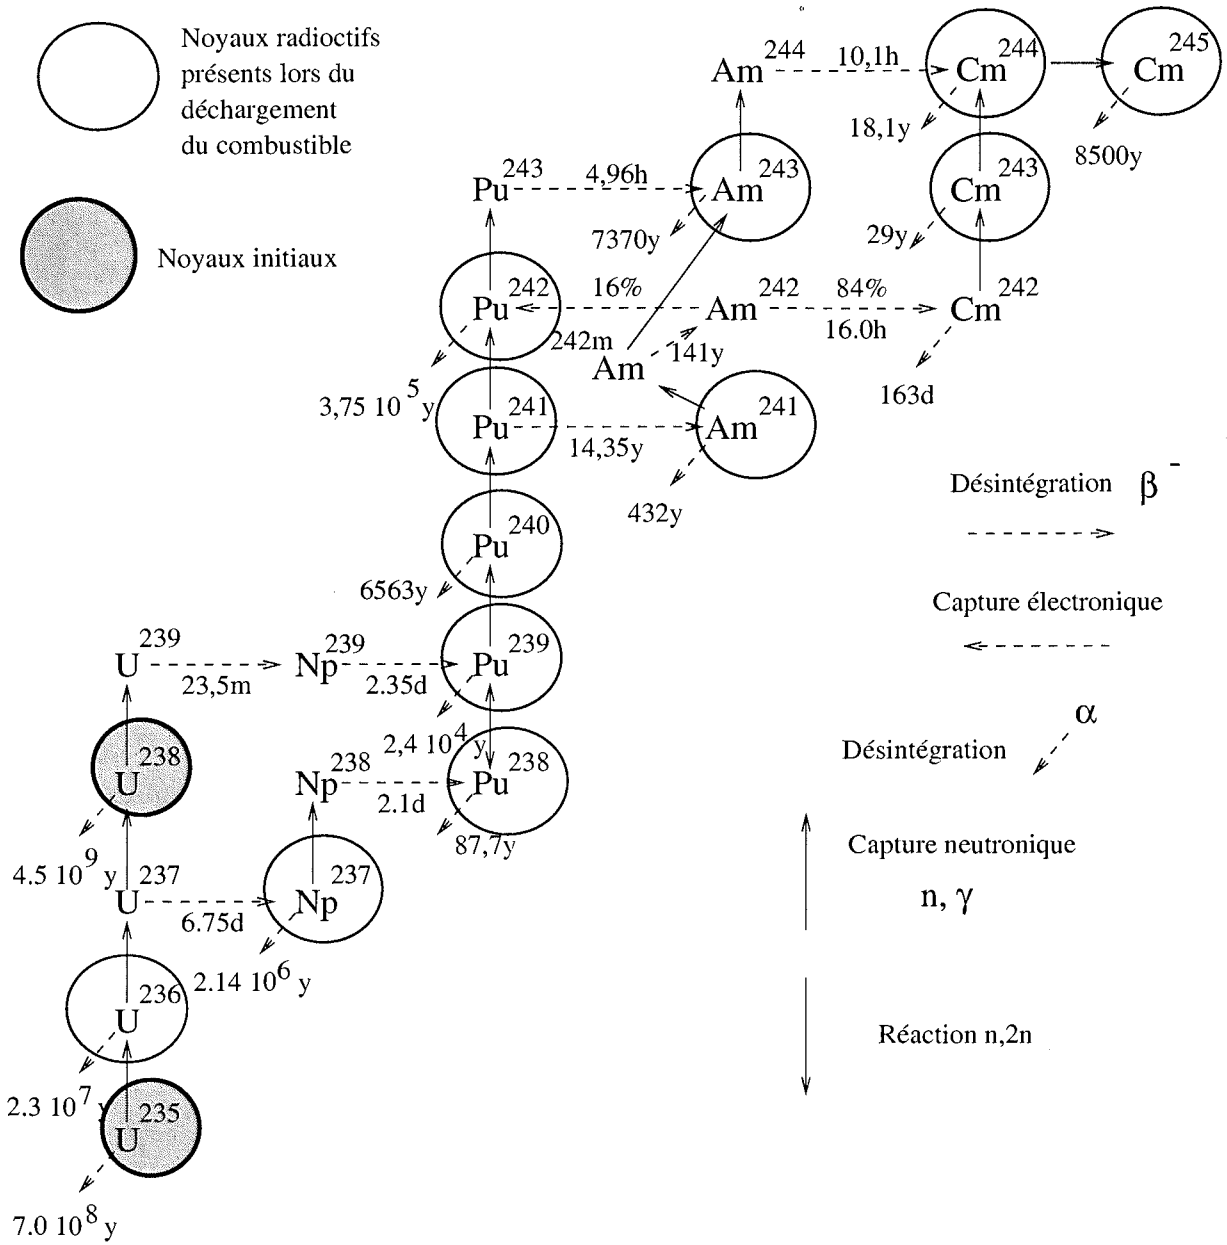 Noyaux radioctifs
présents lors du
déchargement
du combustible
Noyaux initiaux
Am 244
10,1h
Cm 244
Cm 245
18,1y
8500y
Pu 243
4,96h
Am 243
Cm 243
7370y
29y
Pu 242
16%
Am 242
84%
16.0h
Cm 242
242m
Am
141y
163d
3,75 10 5 y
Pu 241
14,35y
Am 241
432y
Désintégration β -
Pu 240
6563y
Capture électronique
U 239
23,5m
Np 239
2.35d
Pu 239
2,4 10 4 y
α
Désintégration
U 238
Np 238
2.1d
Pu 238
87,7y
4.5 10 9 y
Capture neutronique
n, γ
U 237
6.75d
Np 237
2.14 10 6 y
U 236
2.3 10 7 y
Réaction n,2n
U 235
7.0 10 8 y